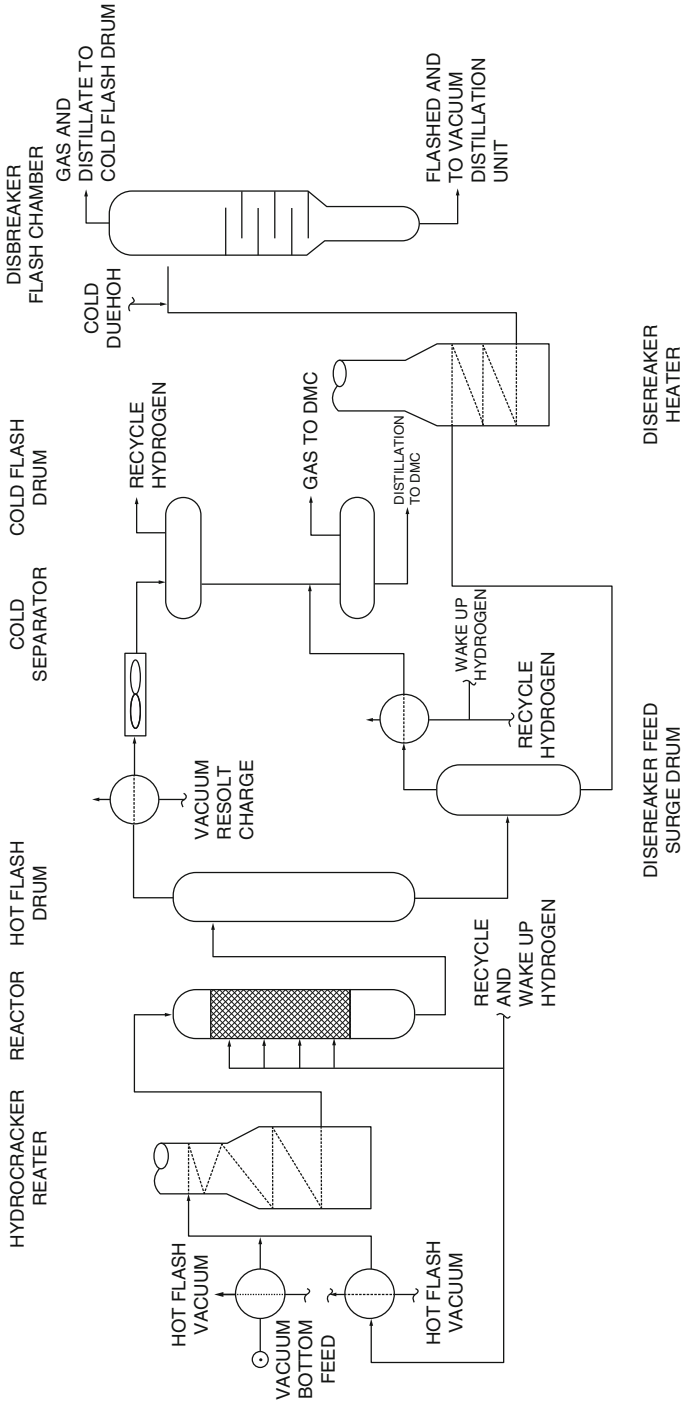 HYDROCRACKER
REATER
REACTOR
HOT FLASH
DRUM
COLD
SEPARATOR
COLD FLASH
DRUM
DISBREAKER
FLASH CHAMBER
GAS AND
DISTILLATE TO
COLD FLASH DRUM
RECYCLE
HYDROGEN
COLD
DUEHOH
HOT FLASH
VACUUM
VACUUM
BOTTOM
FEED
HOT FLASH
VACUUM
VACUUM
RESOLT
CHARGE
GAS TO DMC
DISTILLATION
TO DMC
FLASHED AND
TO VACUUM
DISTILLATION
UNIT
RECYCLE
AND
WAKE UP
HYDROGEN
WAKE UP
HYDROGEN
RECYCLE
HYDROGEN
DISEREAKER FEED
SURGE DRUM
DISEREAKER
HEATER